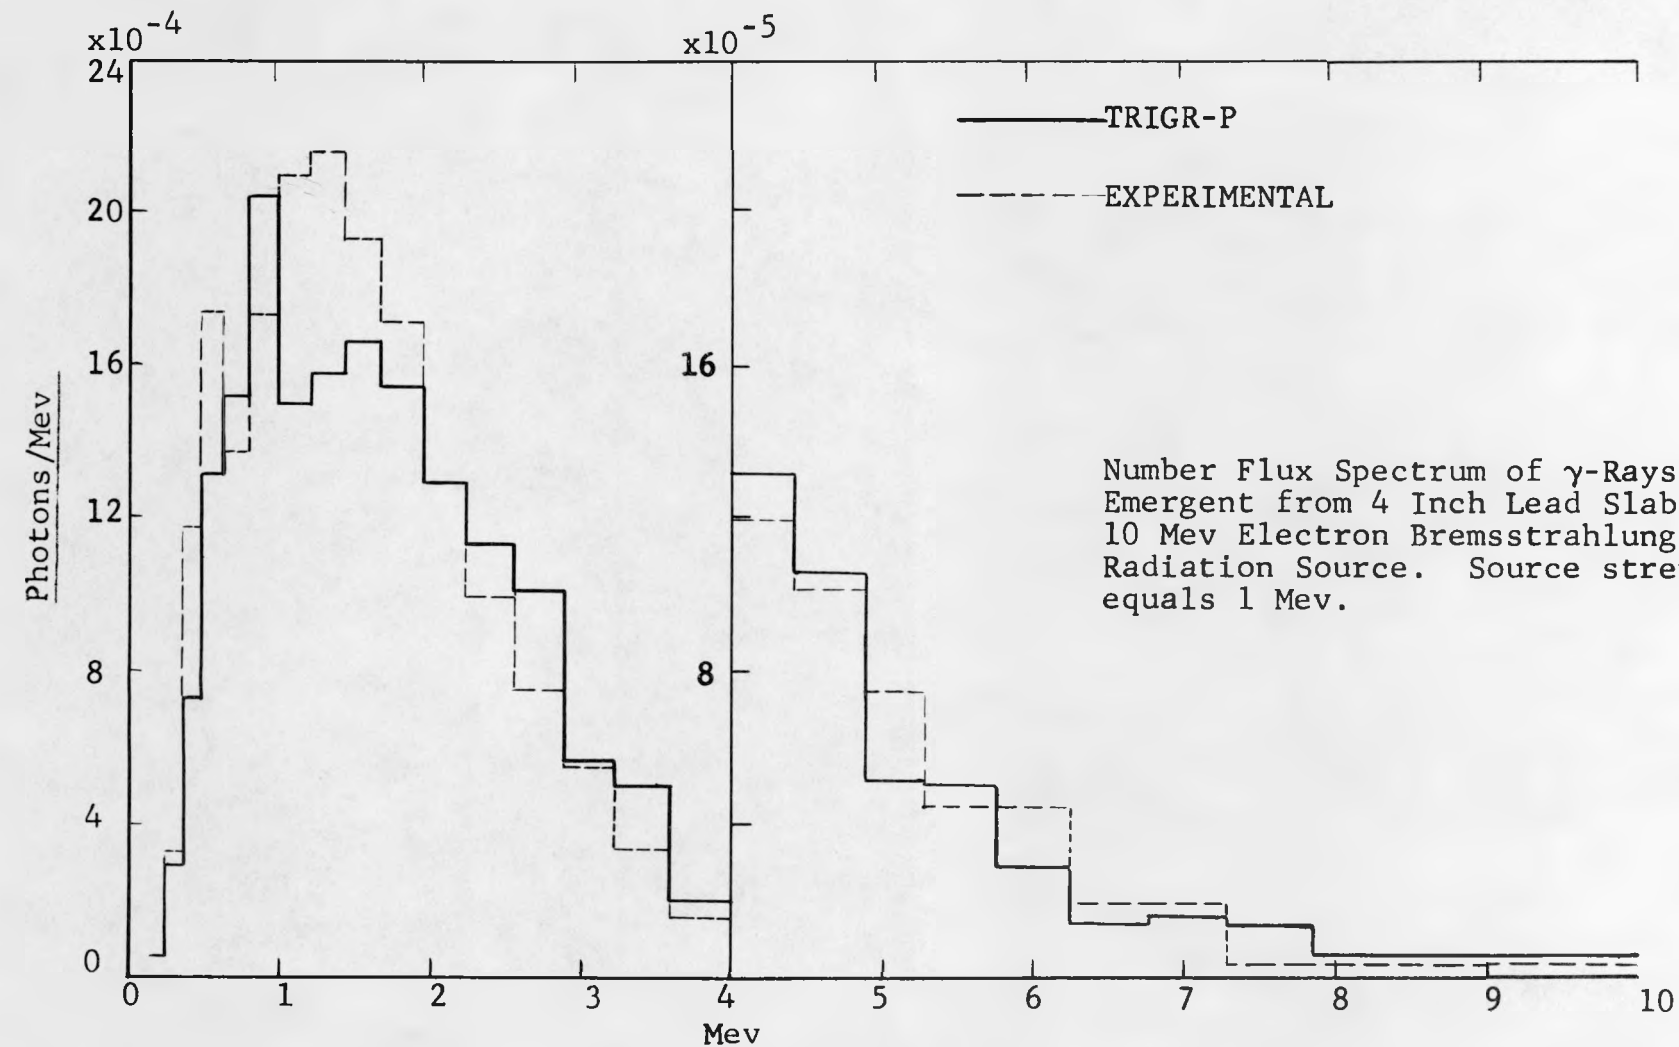 x10-4
x10-5
24
20
16
12
8
4
0
16
8
Photons/Mev
TRIGR-P
EXPERIMENTAL
Number Flux Spectrum of γ-Rays
Emergent from 4 Inch Lead Slab
10 Mev Electron Bremsstrahlung
Radiation Source. Source stre
equals 1 Mev.
0 1 2 3 4 5 6 7 8 9 10
Mev